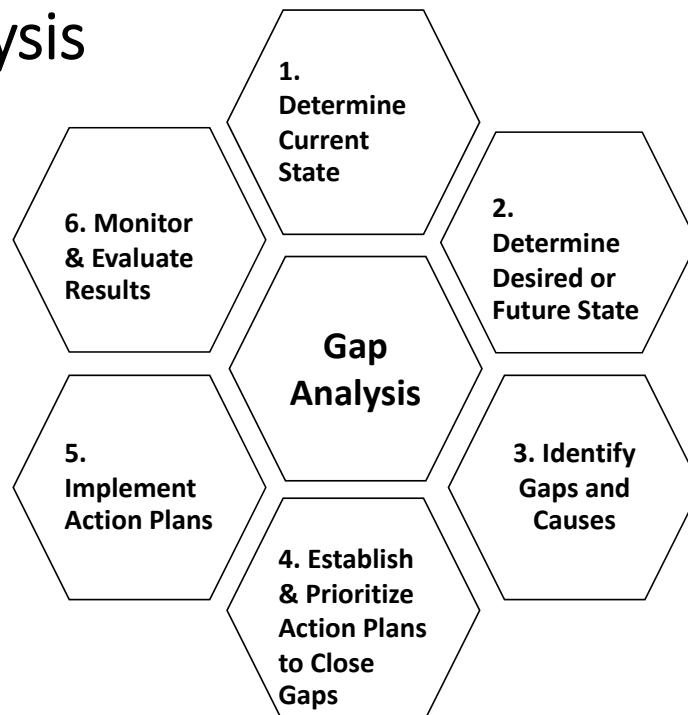 ysis
1.
Determine
Current
State
2.
Determine
Desired or
Future State
3. Identify
Gaps and
Causes
4. Establish
& Prioritize
Action Plans
to Close
Gaps
5.
Implement
Action Plans
6. Monitor
& Evaluate
Results
Gap
Analysis